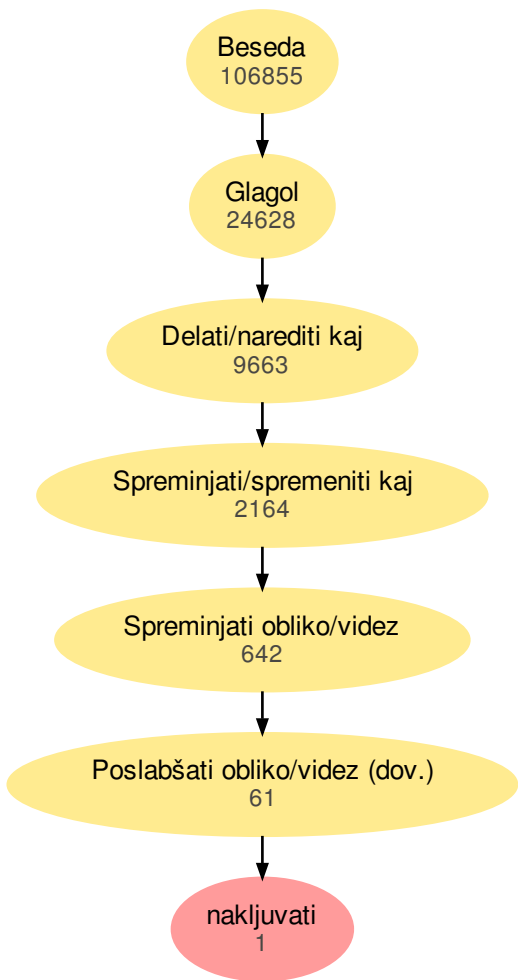 Beseda
106855
Glagol
24628
Delati/narediti kaj
9663
Spreminjati/spremeniti kaj
2164
Spreminjati obliko/videz
642
Poslabšati obliko/videz (dov.)
61
nakljuvati
1